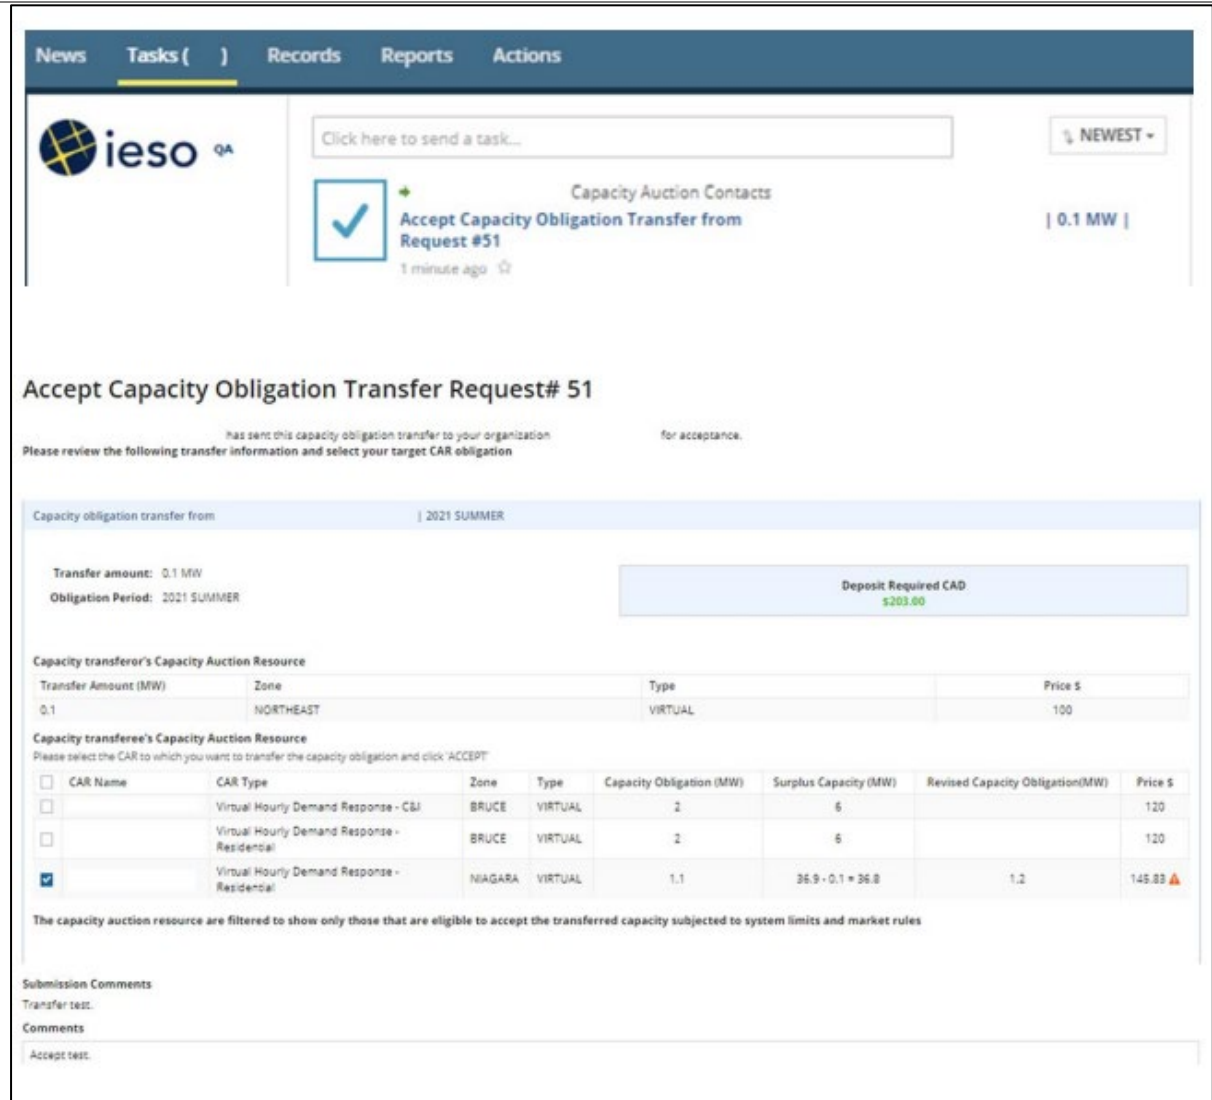 News Tasks ( ) Records Reports Actions
ieso QA
Click here to send a task...
NEWEST
Capacity Auction Contacts
Accept Capacity Obligation Transfer from | 0.1 MW |
Request #51
1 minute ago
Accept Capacity Obligation Transfer Request# 51
has sent this capacity obligation transfer to your organization for acceptance.
Please review the following transfer information and select your target CAR obligation
Capacity obligation transfer from | 2021 SUMMER
Transfer amount: 0.1 MW
Obligation Period: 2021 SUMMER
Deposit Required CAD
$203.00
Capacity transferor's Capacity Auction Resource
Transfer Amount (MW) Zone Type Price $
0.1 NORTHEAST VIRTUAL 100
Capacity transferee's Capacity Auction Resource
Please select the CAR to which you want to transfer the capacity obligation and click 'ACCEPT'
CAR Name CAR Type Zone Type Capacity Obligation (MW) Surplus Capacity (MW) Revised Capacity Obligation(MW) Price $
Virtual Hourly Demand Response - C&I BRUCE VIRTUAL 2 6 120
Virtual Hourly Demand Response -
Residential BRUCE VIRTUAL 2 6 120
Virtual Hourly Demand Response -
Residential NIAGARA VIRTUAL 1.1 36.9 - 0.1 = 36.8 1.2 145.83
The capacity auction resource are filtered to show only those that are eligible to accept the transferred capacity subjected to system limits and market rules
Submission Comments
Transfer test.
Comments
Accept test.